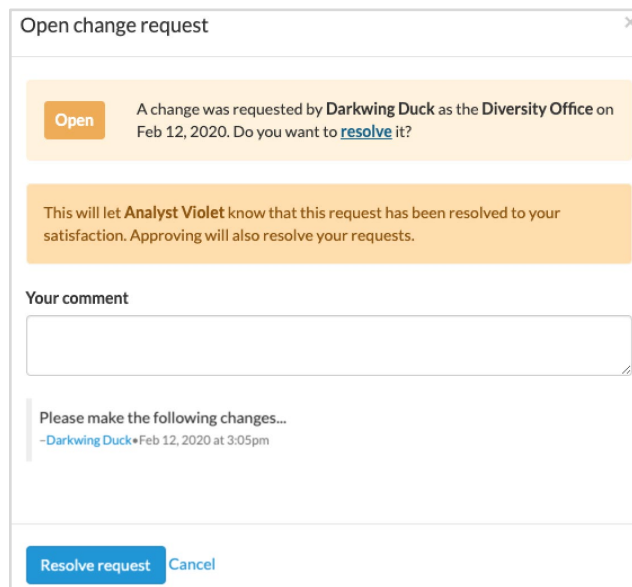 Open change request
×
Open
A change was requested by Darkwing Duck as the Diversity Office on
Feb 12, 2020. Do you want to resolve it?
This will let Analyst Violet know that this request has been resolved to your
satisfaction. Approving will also resolve your requests.
Your comment
Please make the following changes...
–Darkwing Duck•Feb 12, 2020 at 3:05pm
Resolve request Cancel